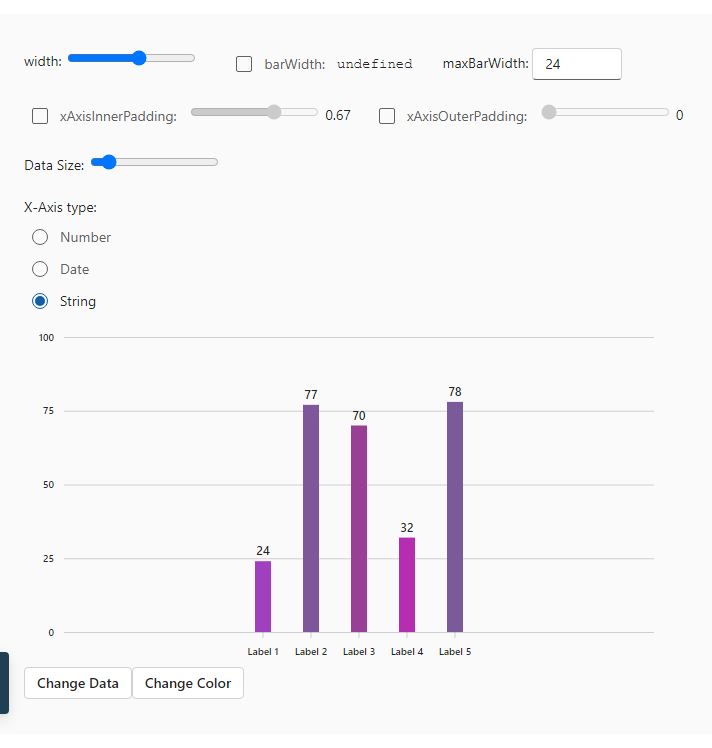 width: barWidth: undefined maxBarWidth: 24
xAxisInnerPadding: 0.67 xAxisOuterPadding: 0
Data Size:
X-Axis type:
Number
Date
String
100
78
77
75
70
50
32
24
25
0
Label 1 Label 2 Label 3 Label 4 Label 5
Change Data Change Color